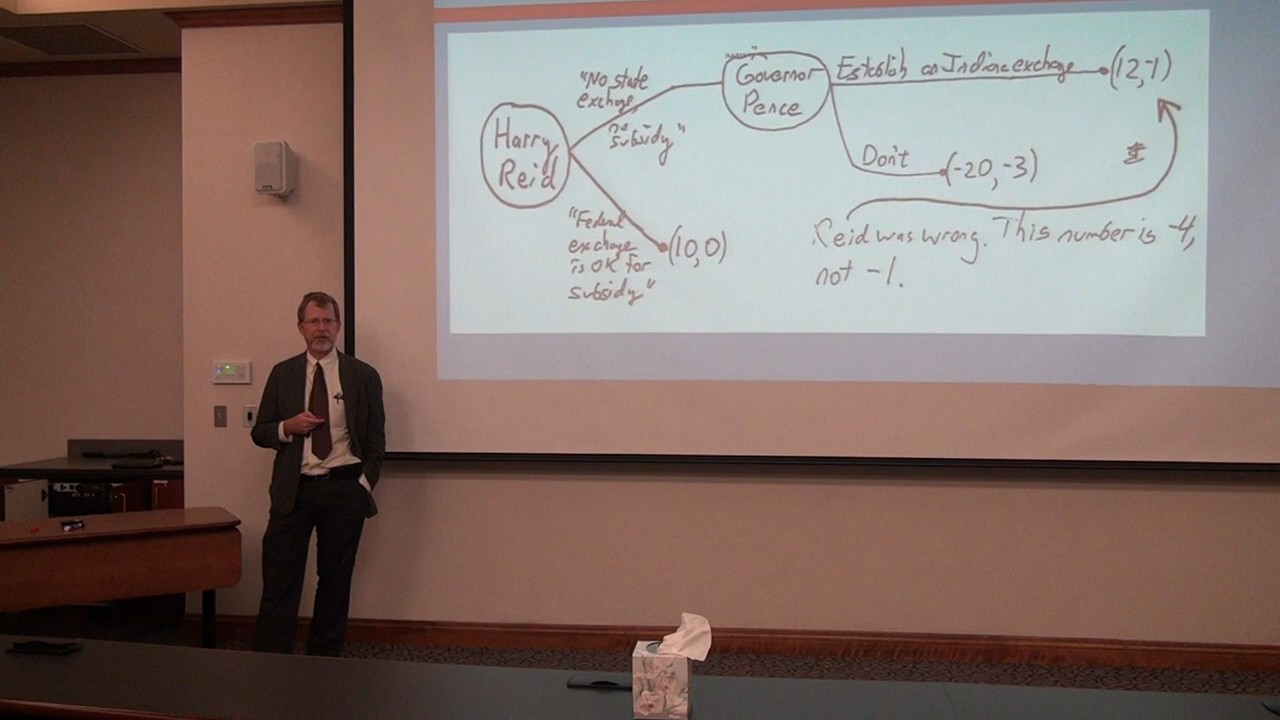 Harry
Reid
"No state
exchange
no
subsidy"
"Federal
exchange
is OK for
subsidy"
(10,0)
Governor
Pence
Establish an Indiana exchange
(12,-1)
Don't
(-20,-3)
Reid was wrong. This number is -4,
not -1.